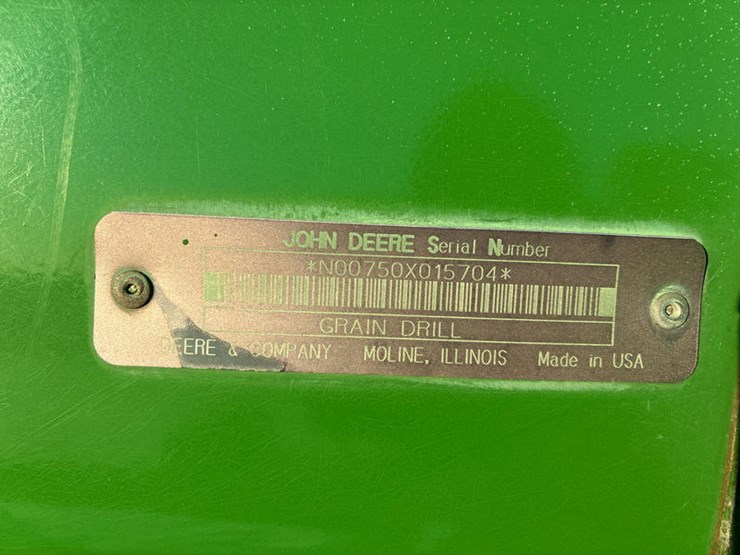 JOHN DEERE Serial Number
*N00750X015704*
GRAIN DRILL
DEERE & COMPANY MOLINE, ILLINOIS Made in USA